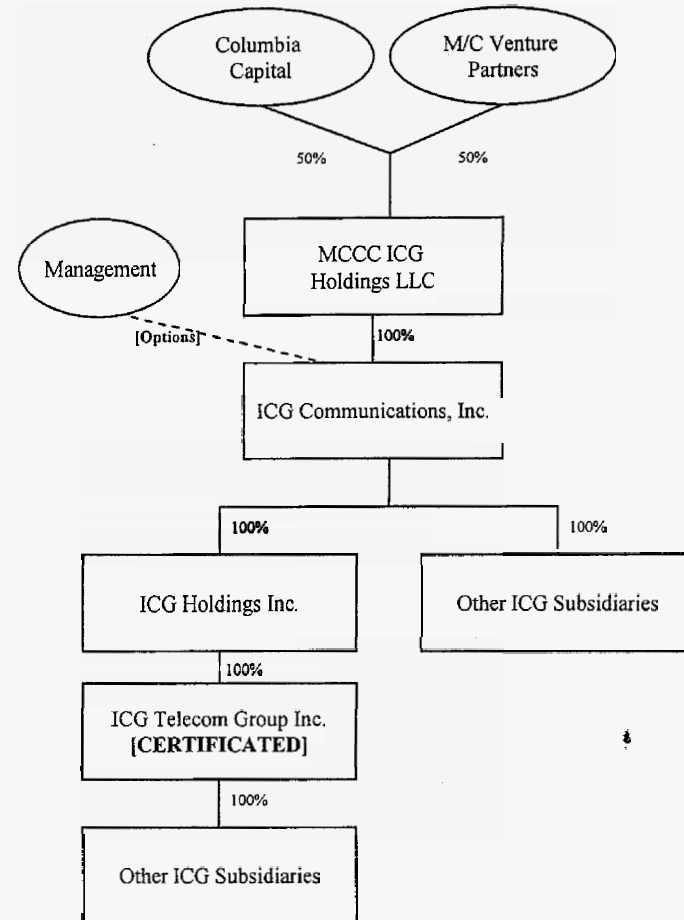 Columbia
Capital
M/C Venture
Partners
50%
50%
MCCC ICG
Holdings LLC
Management
[Options]
100%
ICG Communications, Inc.
100%
100%
ICG Holdings Inc.
Other ICG Subsidiaries
100%
ICG Telecom Group Inc.
[CERTIFICATED]
100%
Other ICG Subsidiaries